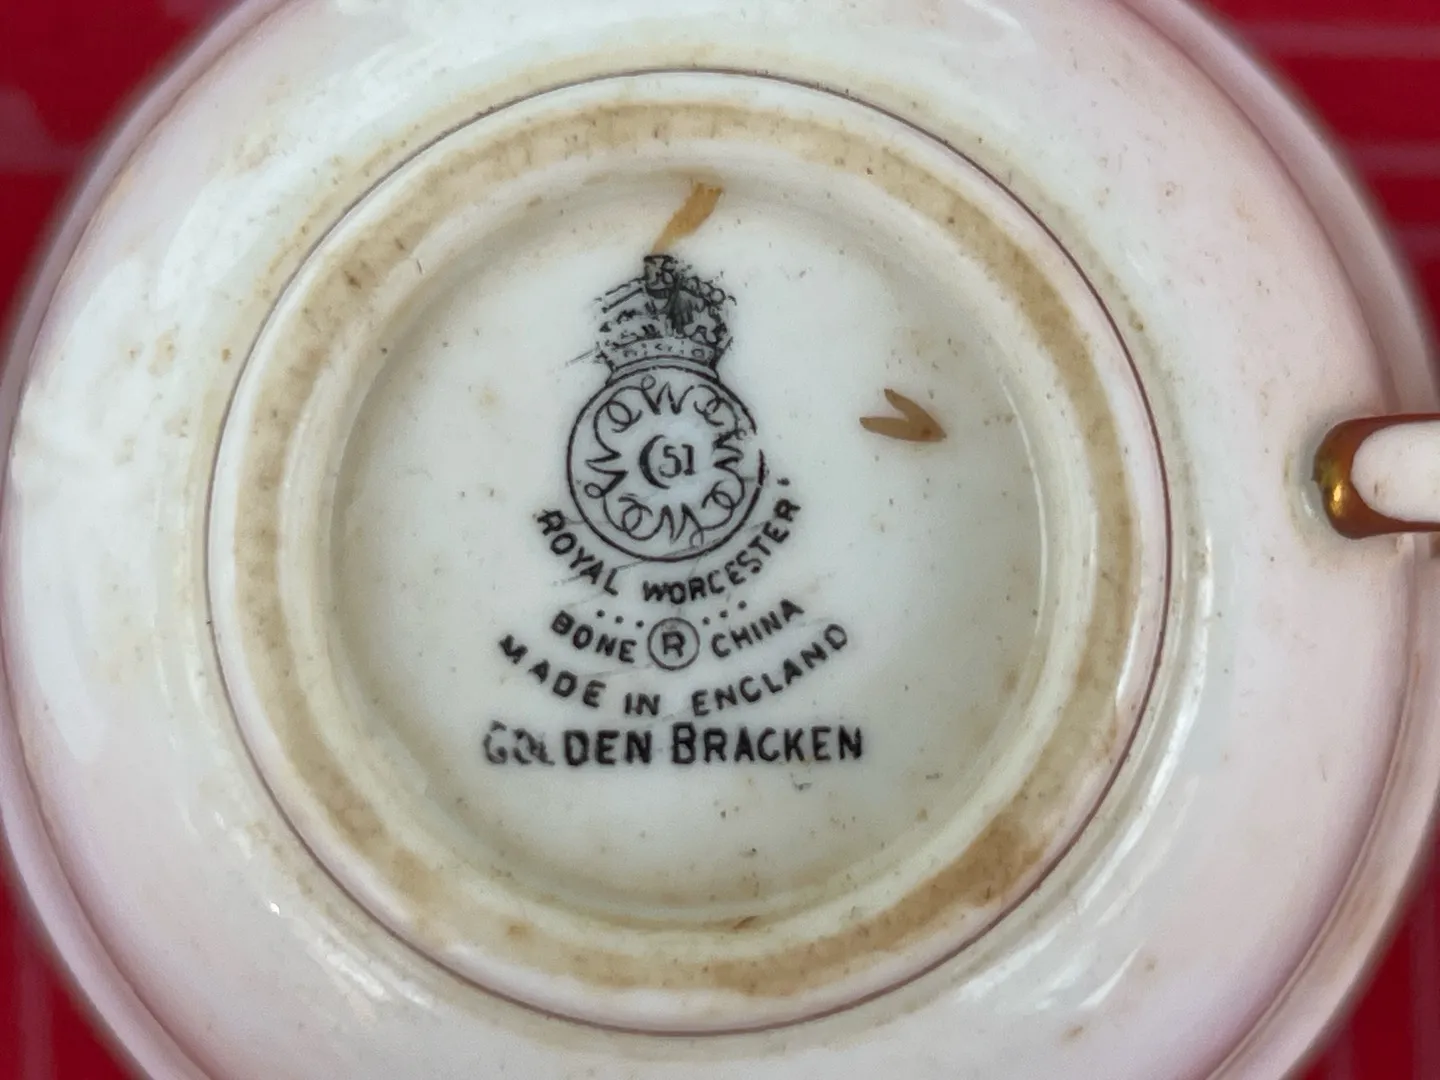 51
ROYAL WORCESTER
BONE R CHINA
MADE IN ENGLAND
GOLDEN BRACKEN